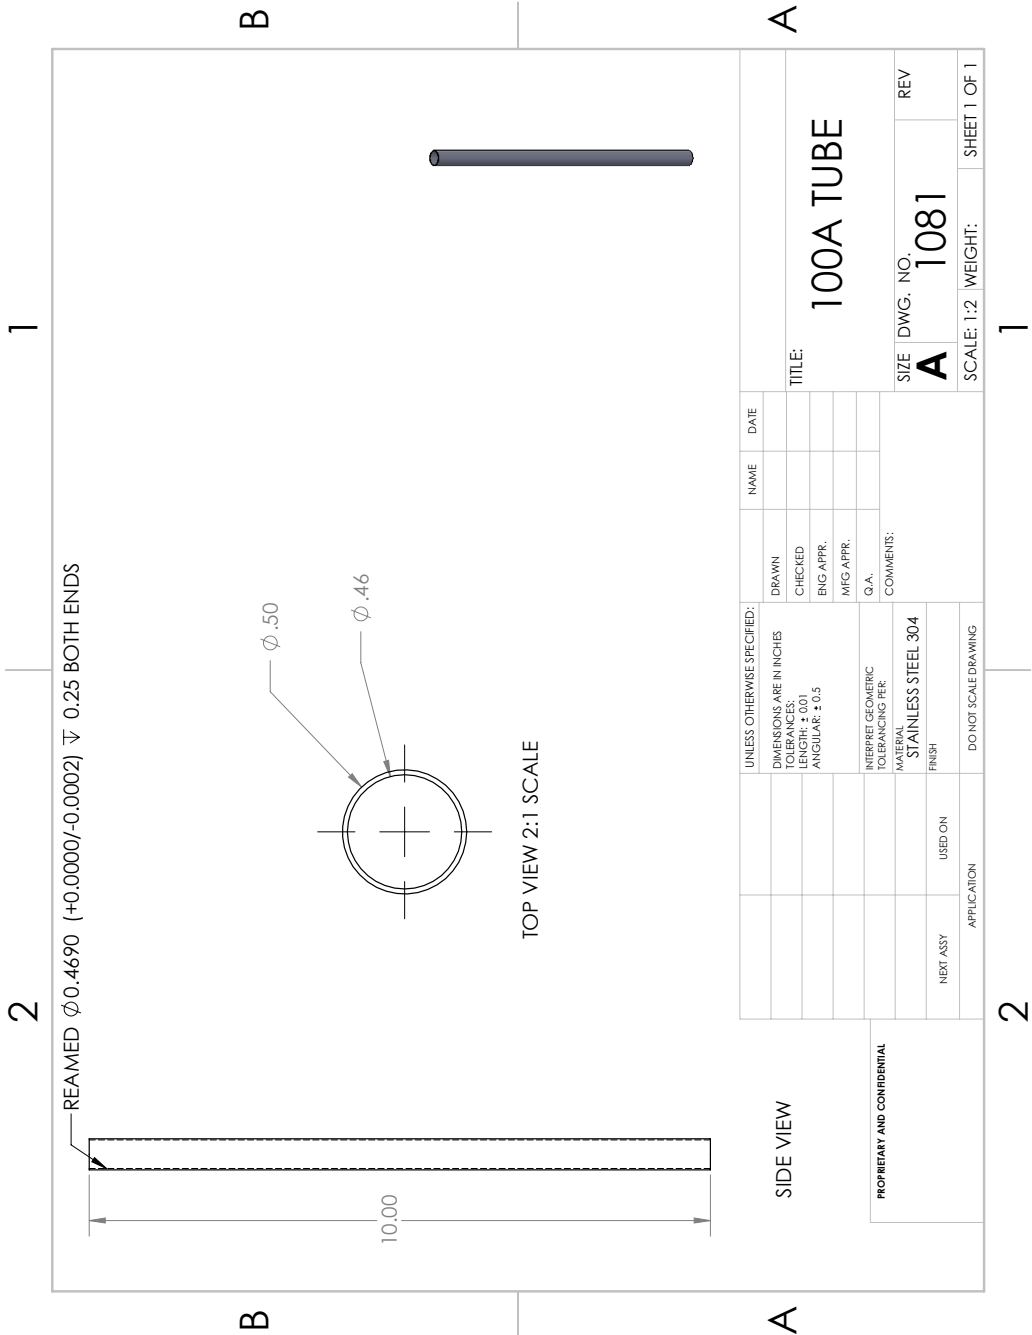 2
1
B
B
A
A
REAMED ∅0.4690 (+0.0000/-0.0002) ↧ 0.25 BOTH ENDS
10.00
∅.50
∅.46
TOP VIEW 2:1 SCALE
SIDE VIEW
PROPRIETARY AND CONFIDENTIAL
NEXT ASSY
USED ON
APPLICATION
UNLESS OTHERWISE SPECIFIED:
DIMENSIONS ARE IN INCHES
TOLERANCES:
LENGTH: ± 0.01
ANGULAR: ± 0.5
INTERPRET GEOMETRIC
TOLERANCING PER:
MATERIAL
STAINLESS STEEL 304
FINISH
DO NOT SCALE DRAWING
NAME
DATE
DRAWN
CHECKED
ENG APPR.
MFG APPR.
Q.A.
COMMENTS:
TITLE:
100A TUBE
SIZE
A
DWG. NO.
1081
REV
SCALE: 1:2
WEIGHT:
SHEET 1 OF 1
2
1